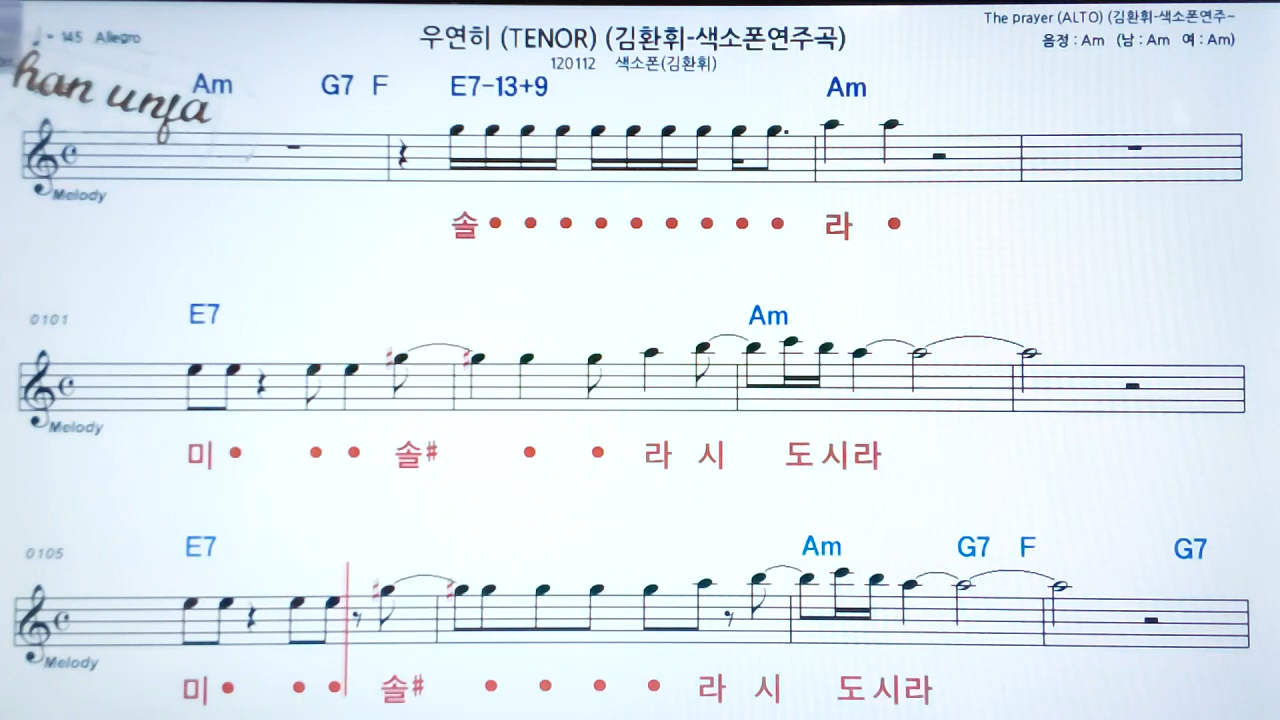 The prayer (ALTO) (김환휘-색소폰연주-
♩ = 145 Allegro
우연히 (TENOR) (김환휘-색소폰연주곡)
음정 : Am (남 : Am 여 : Am)
120112 색소폰(김환휘)
han unja
Am G7 F E7-13+9 Am
Melody
솔 • • • • • • • • • 라 •
0101 E7 Am
Melody
미 • • • 솔# • • 라 시 도 시 라
0105 E7 Am G7 F G7
Melody
미 • • • 솔# • • • • 라 시 도 시 라